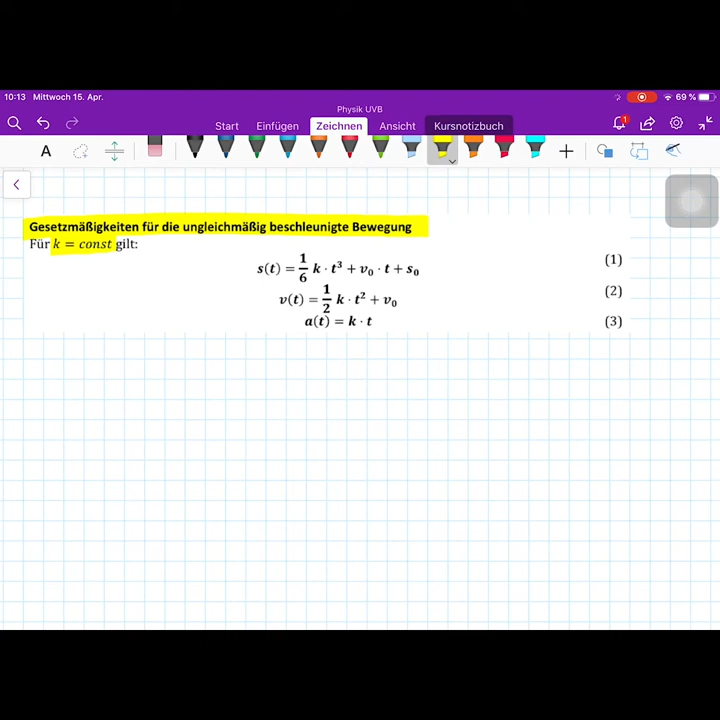 10:13 Mittwoch 15. Apr.
69 %
Physik UVB
Start Einfügen Zeichnen Ansicht Kursnotizbuch
1
A
Gesetzmäßigkeiten für die ungleichmäßig beschleunigte Bewegung
Für k = const gilt:
s(t) = 1/6 k · t³ + v₀ · t + s₀ (1)
v(t) = 1/2 k · t² + v₀ (2)
a(t) = k · t (3)